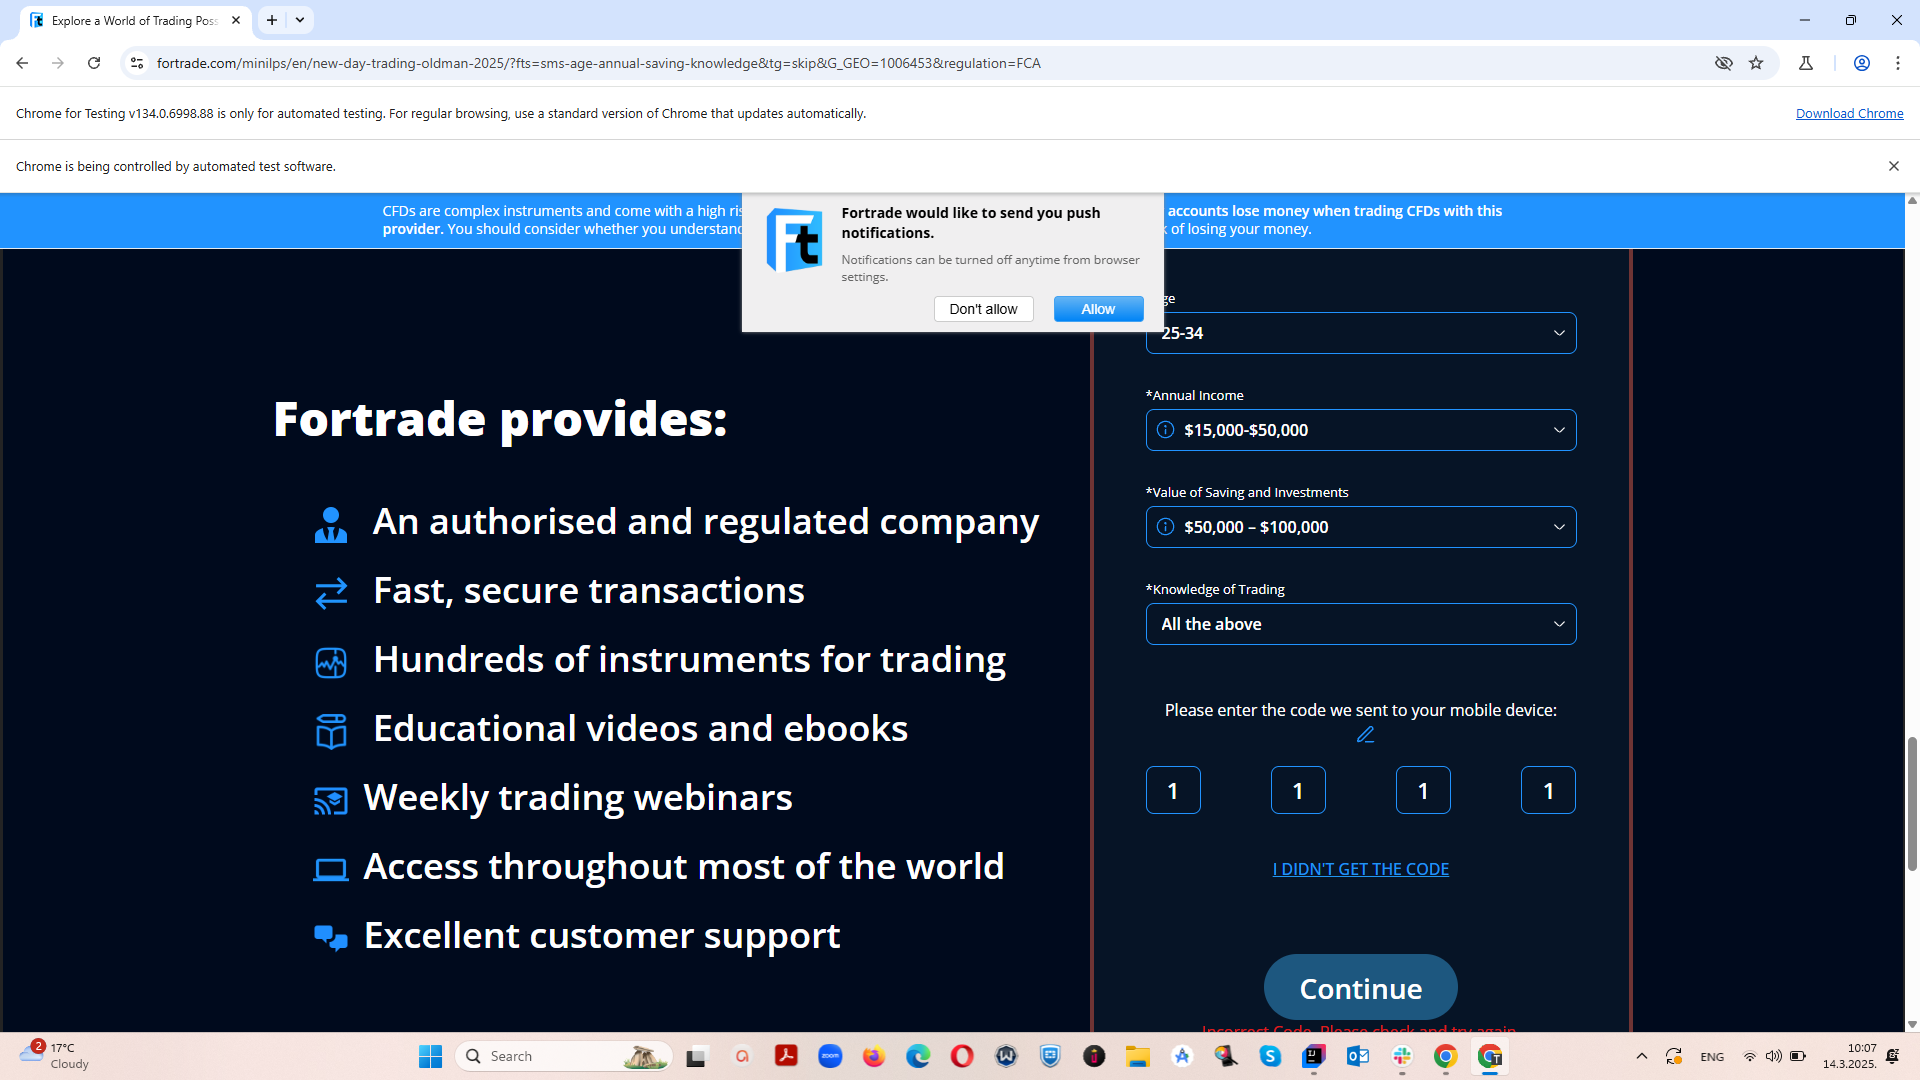 Explore a World of Trading Poss
fortrade.com/minilps/en/new-day-trading-oldman-2025/?fts=sms-age-annual-saving-knowledge&tg=skip&G_GEO=1006453&regulation=FCA
Chrome for Testing v134.0.6998.88 is only for automated testing. For regular browsing, use a standard version of Chrome that updates automatically.
Download Chrome
Chrome is being controlled by automated test software.
CFDs are complex instruments and come with a high ris
accounts lose money when trading CFDs with this
provider. You should consider whether you understand
of losing your money.
Ft
Fortrade would like to send you push
notifications.
Notifications can be turned off anytime from browser
settings.
Don't allow
Allow
ge
25-34
*Annual Income
$15,000-$50,000
*Value of Saving and Investments
$50,000 – $100,000
*Knowledge of Trading
All the above
Please enter the code we sent to your mobile device:
1 1 1 1
I DIDN'T GET THE CODE
Continue
Incorrect Code. Please check and try again
Fortrade provides:
An authorised and regulated company
Fast, secure transactions
Hundreds of instruments for trading
Educational videos and ebooks
Weekly trading webinars
Access throughout most of the world
Excellent customer support
2
17°C
Cloudy
Search
zoom
ENG
10:07
14.3.2025.